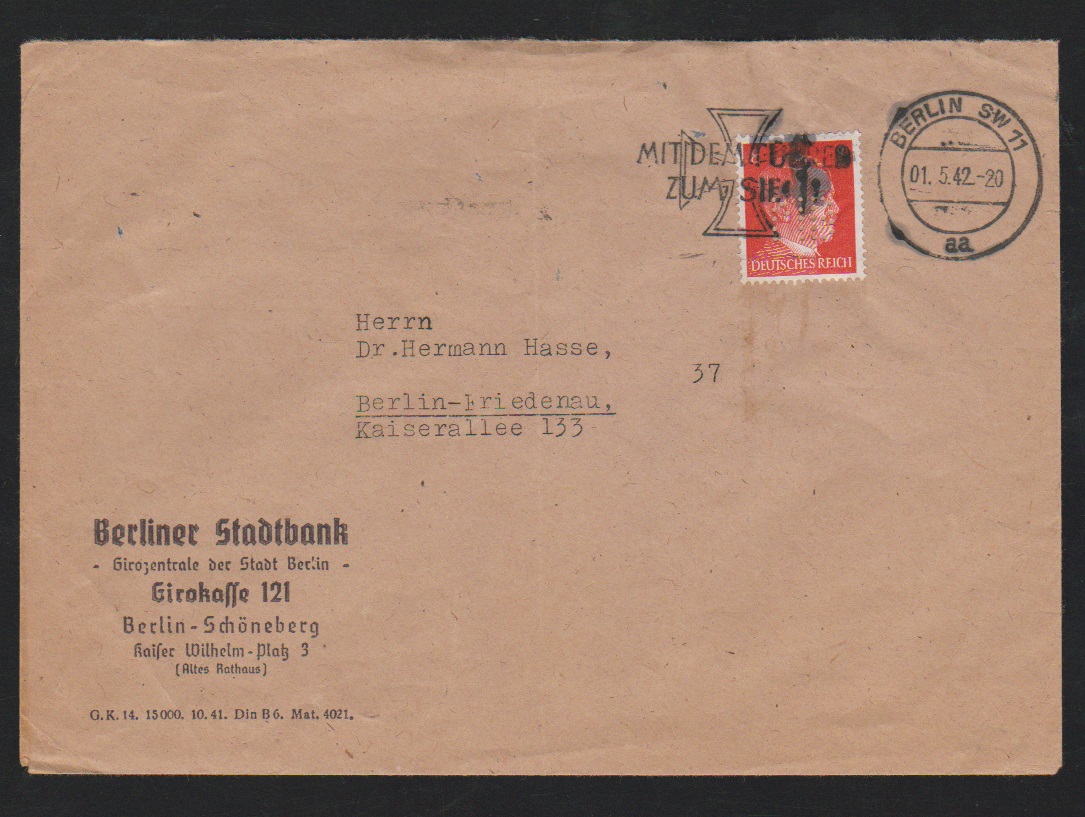 MIT DEM
ZUM SIEG
BERLIN SW 11
01. 5.42.-20
aa
DEUTSCHES REICH
Herrn
Dr.Hermann Hasse,
37
Berlin-Friedenau,
Kaiserallee 133
Berliner Stadtbank
- Girozentrale der Stadt Berlin -
Girokasse 121
Berlin-Schöneberg
Kaiser Wilhelm-Platz 3
(Altes Rathaus)
G.K. 14. 15000. 10. 41. Din B 6. Mat. 4021.